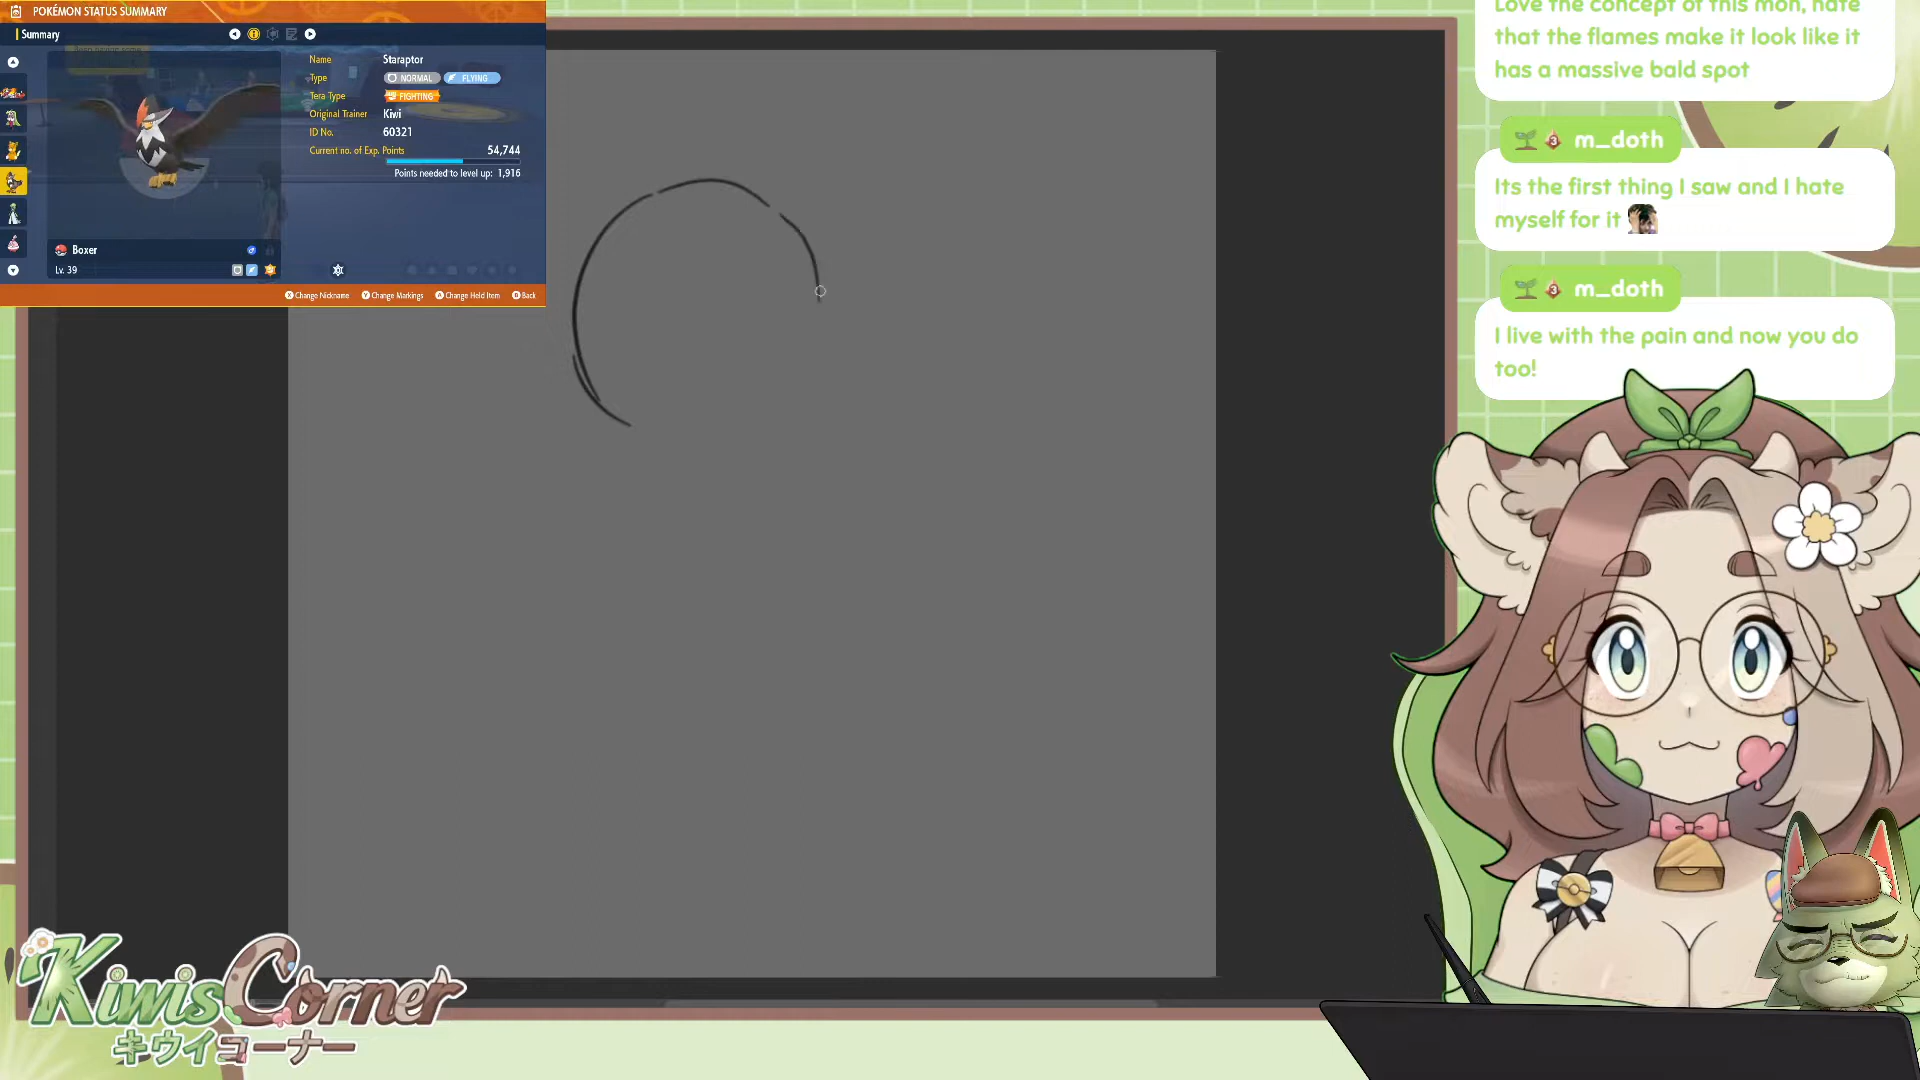 POKÉMON STATUS SUMMARY
Summary
Name Staraptor
Type NORMAL FLYING
Tera Type FIGHTING
Original Trainer Kiwi
ID No. 60321
Current no. of Exp. Points 54,744
Points needed to level up: 1,916
Boxer
Lv. 39
Change Nickname Change Markings Change Held Item Back
Love the concept of this mon, hate
that the flames make it look like it
has a massive bald spot
3 m_doth
Its the first thing I saw and I hate
myself for it
3 m_doth
I live with the pain and now you do
too!
KiwisCorner
キウイコーナー